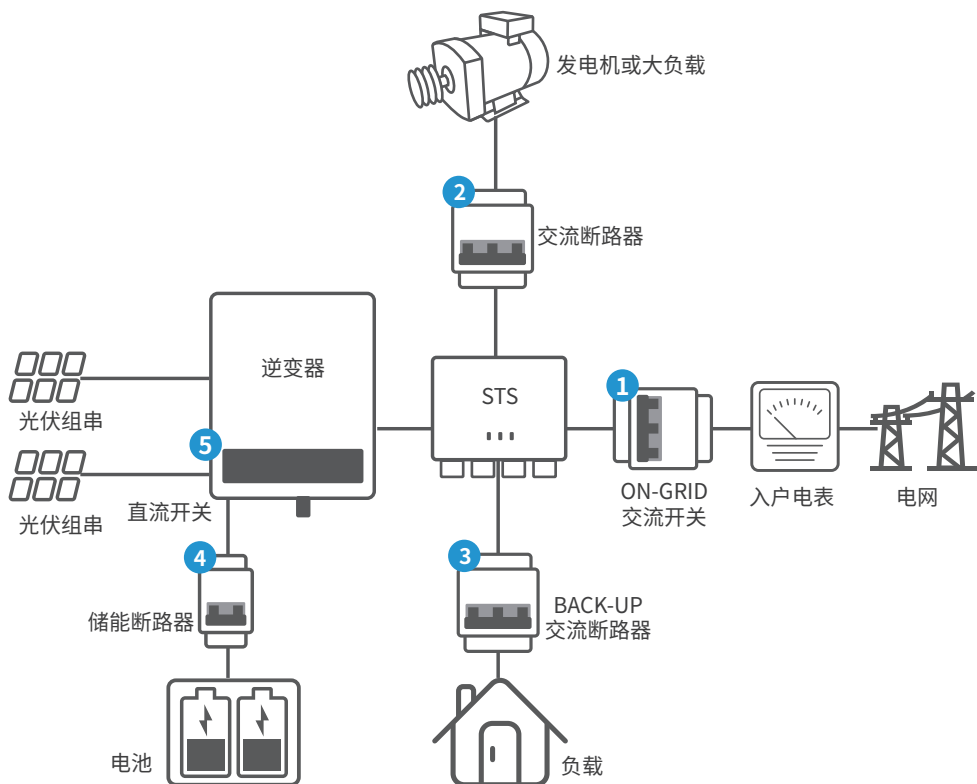 发电机或大负载
2
交流断路器
逆变器
STS
1
光伏组串
5
ON-GRID
交流开关
入户电表
电网
光伏组串
直流开关
4
3
储能断路器
BACK-UP
交流断路器
电池
负载